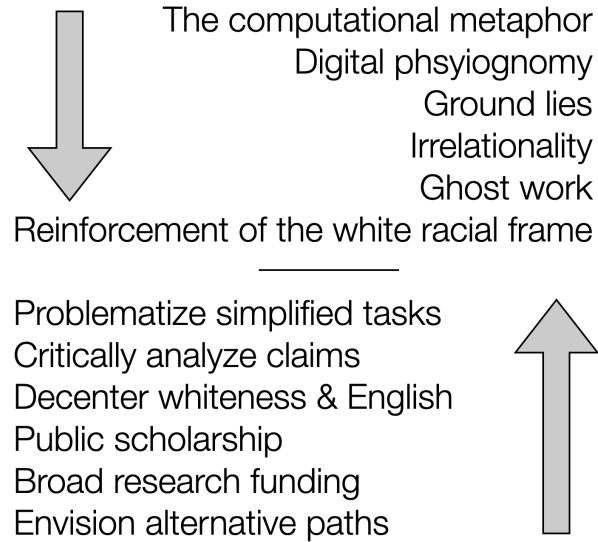 The computational metaphor
Digital phsyiognomy
Ground lies
Irrelationality
Ghost work
Reinforcement of the white racial frame
Problematize simplified tasks
Critically analyze claims
Decenter whiteness & English
Public scholarship
Broad research funding
Envision alternative paths